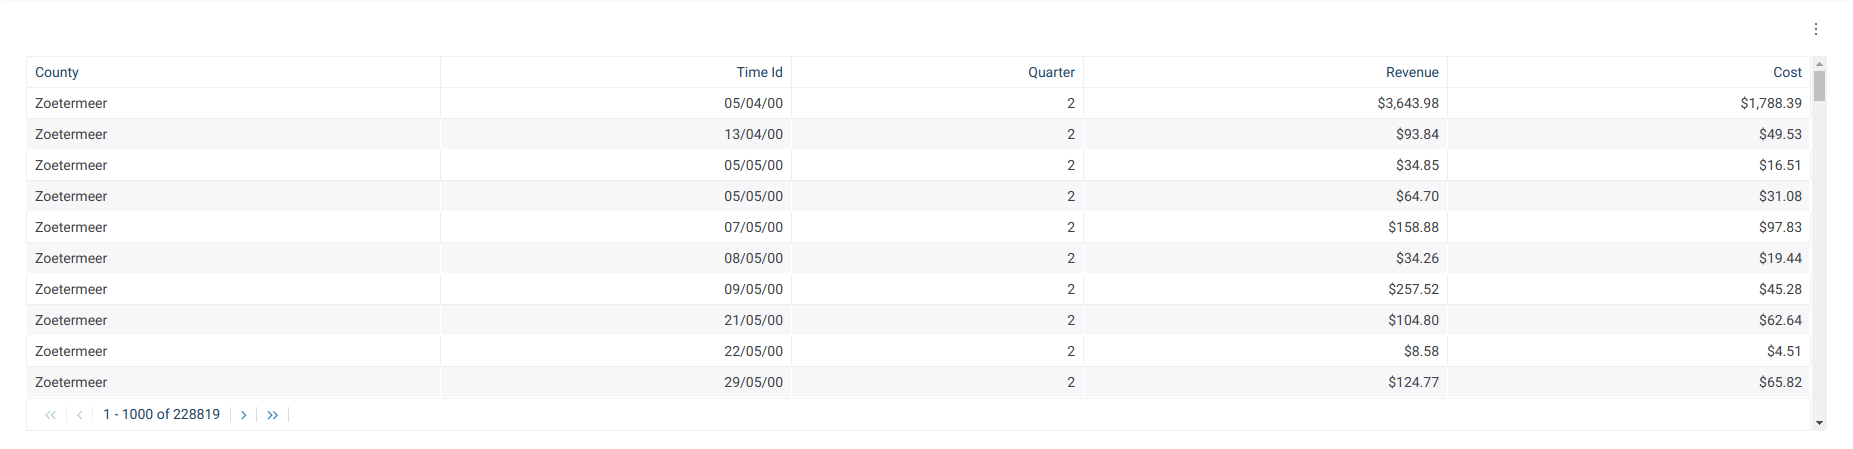 County Time Id Quarter Revenue Cost
Zoetermeer 05/04/00 2 $3,643.98 $1,788.39
Zoetermeer 13/04/00 2 $93.84 $49.53
Zoetermeer 05/05/00 2 $34.85 $16.51
Zoetermeer 05/05/00 2 $64.70 $31.08
Zoetermeer 07/05/00 2 $158.88 $97.83
Zoetermeer 08/05/00 2 $34.26 $19.44
Zoetermeer 09/05/00 2 $257.52 $45.28
Zoetermeer 21/05/00 2 $104.80 $62.64
Zoetermeer 22/05/00 2 $8.58 $4.51
Zoetermeer 29/05/00 2 $124.77 $65.82
1 - 1000 of 228819